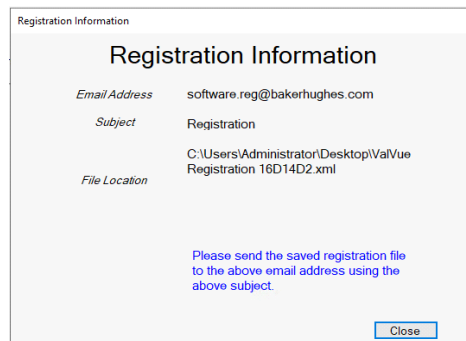 Registration Information
Registration Information
Email Address software.reg@bakerhughes.com
Subject Registration
C:\Users\Administrator\Desktop\ValVue
Registration 16D14D2.xml
File Location
Please send the saved registration file
to the above email address using the
above subject.
Close